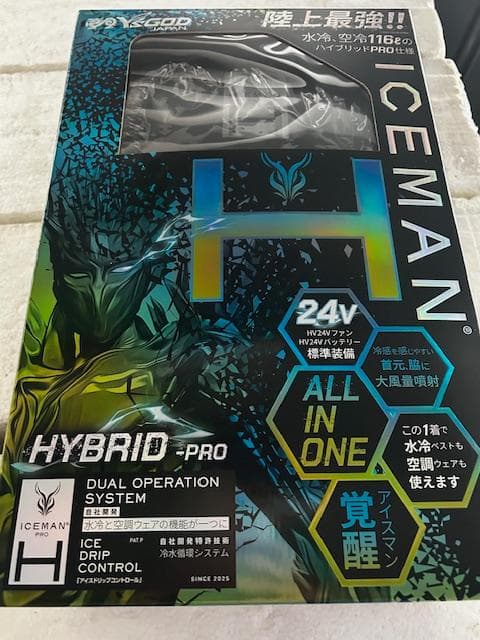 Y'sGOD
JAPAN
陸上最強!!
水冷、空冷116ℓの
ハイブリッドPRO仕様
ICEMAN®
H
24V
HV24Vファン
HV24Vバッテリー
標準装備
冷感を感じやすい
首元、脇に
大風量噴射
ALL
IN
ONE
この1着で
水冷ベストも
空調ウェアも
使えます
アイスマン
覚醒
HYBRID -PRO
DUAL OPERATION
SYSTEM
自社開発
水冷と空調ウェアの機能が一つに
ICEMAN®
PRO
H
ICE PAT.P
DRIP
CONTROL
「アイスドリップコントロール」
自社開発特許技術
冷水循環システム
SINCE 2025